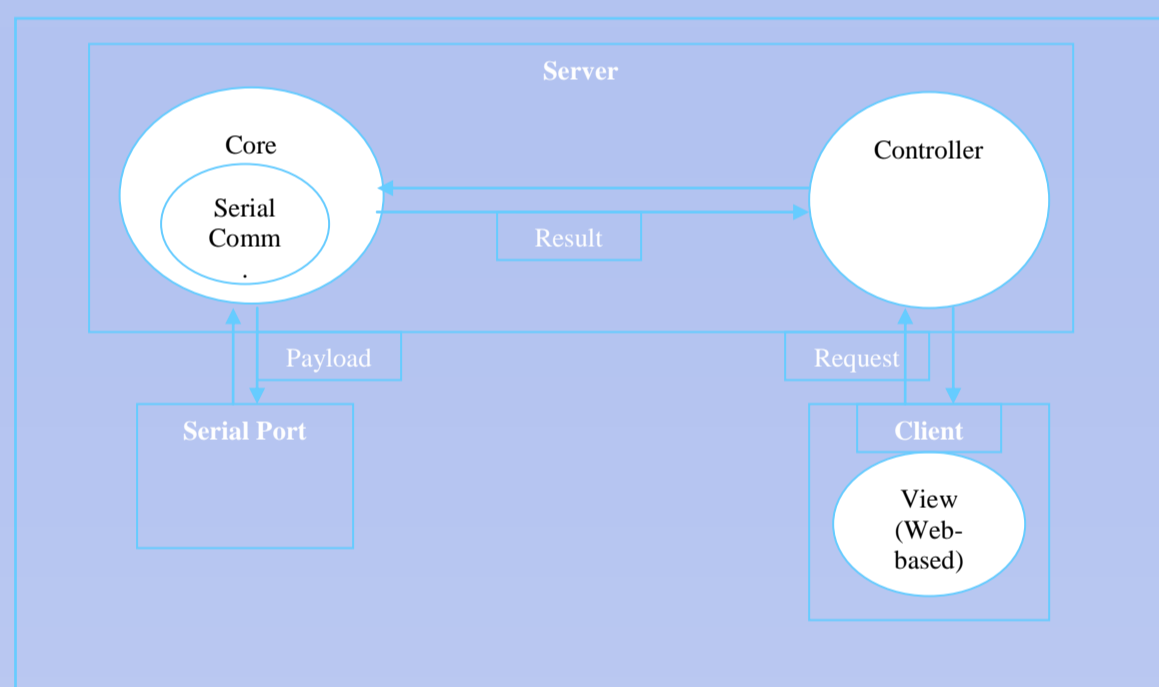 Server
Core
Serial
Comm
.
Controller
Result
Payload
Request
Serial Port
Client
View
(Web-
based)